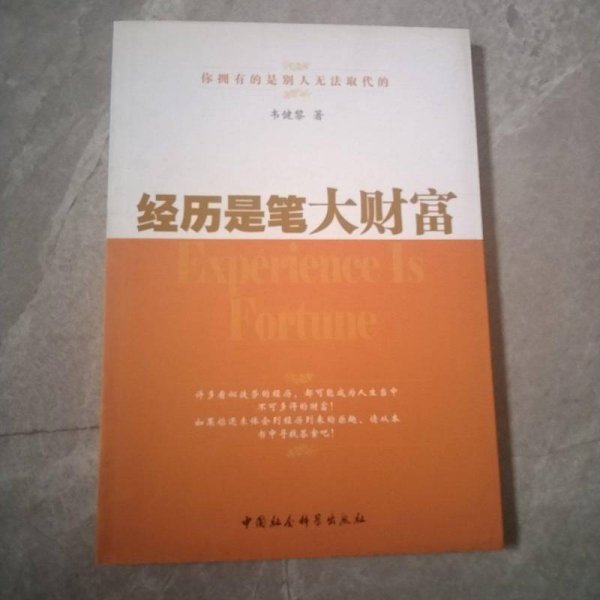 你拥有的是别人无法取代的
韦健黎 著
经历是笔大财富
Experience Is
Fortune
许多看似徒劳的经历，都可能成为人生当中
不可多得的财富！
如果你还未体会到经历到来的乐趣，请从本
书中寻找答案吧！
中国社会科学出版社